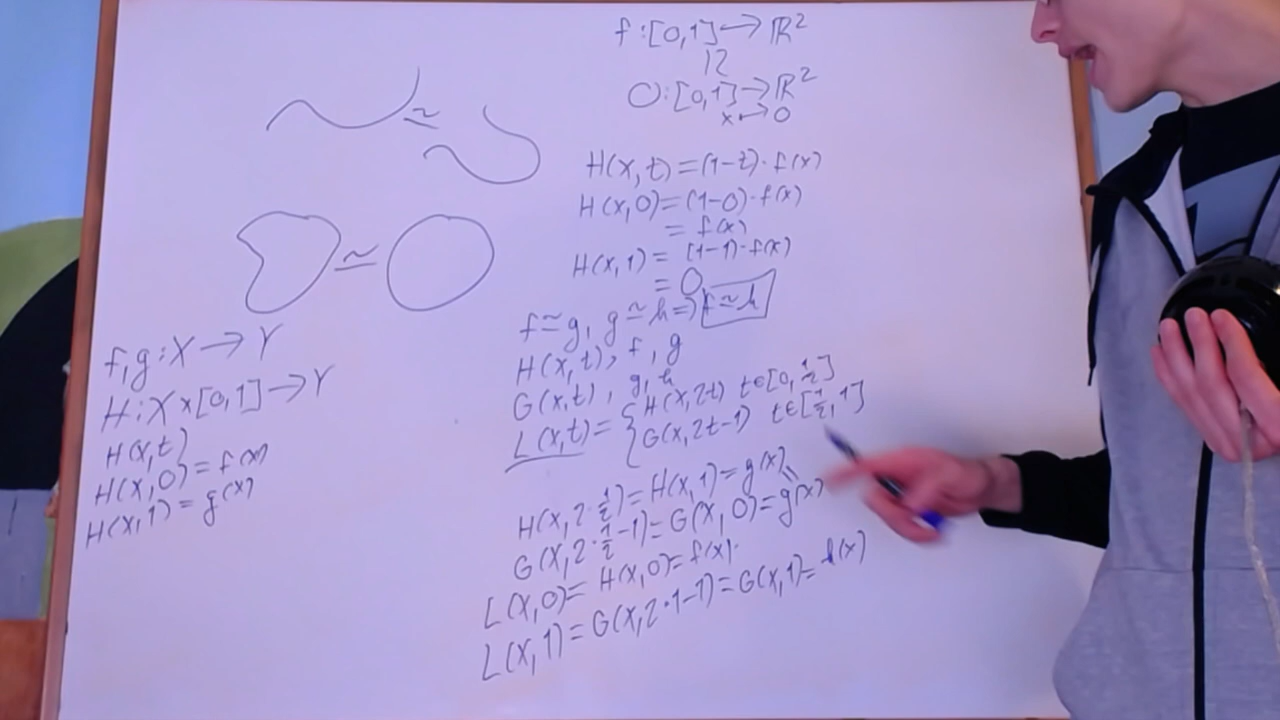 ≃
≃
f,g:X→Y
H:X×[0,1]→Y
H(x,t)
H(x,0)=f(x)
H(x,1)=g(x)
f:[0,1]→ℝ²
≃
0:[0,1]→ℝ²
x↦0
H(x,t)=(1-t)·f(x)
H(x,0)=(1-0)·f(x)
=f(x)
H(x,1)=(1-1)·f(x)
=0
f≃g, g≃h⇒f≃h
H(x,t), f, g
G(x,t), g,h
L(x,t)={H(x,2t) t∈[0,½]
G(x,2t-1) t∈[½,1]
H(x,2·½)=H(x,1)=g(x)
G(x,2·½-1)=G(x,0)=g(x)
L(x,0)=H(x,0)=f(x).
L(x,1)=G(x,2·1-1)=G(x,1)=h(x)